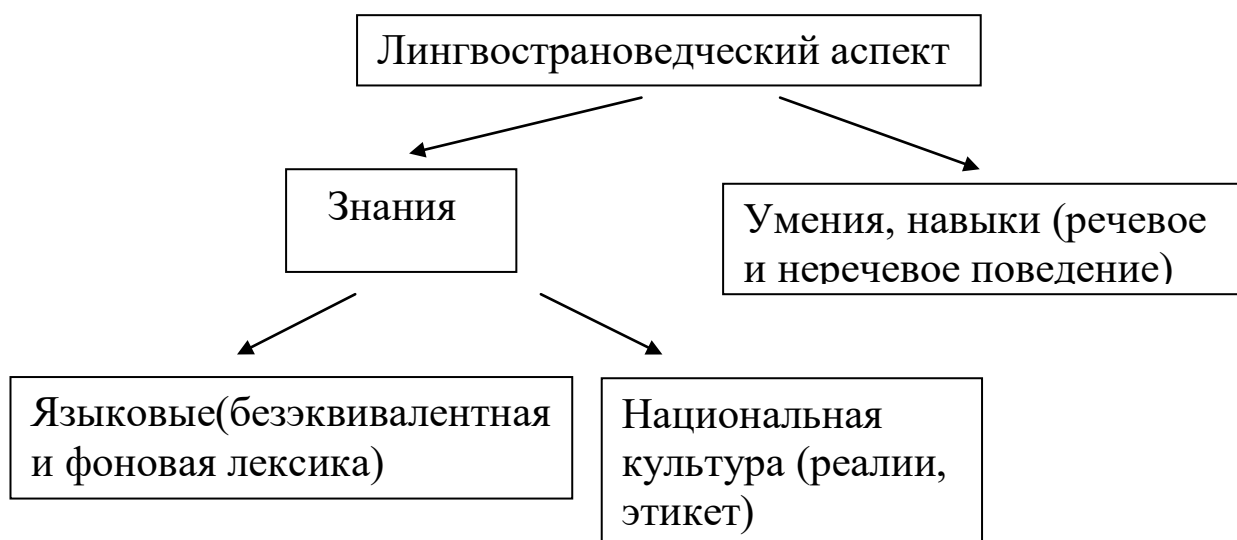 Лингвострановедческий аспект
Знания
Умения, навыки (речевое
и неречевое поведение)
Языковые(безэквивалентная
и фоновая лексика)
Национальная
культура (реалии,
этикет)